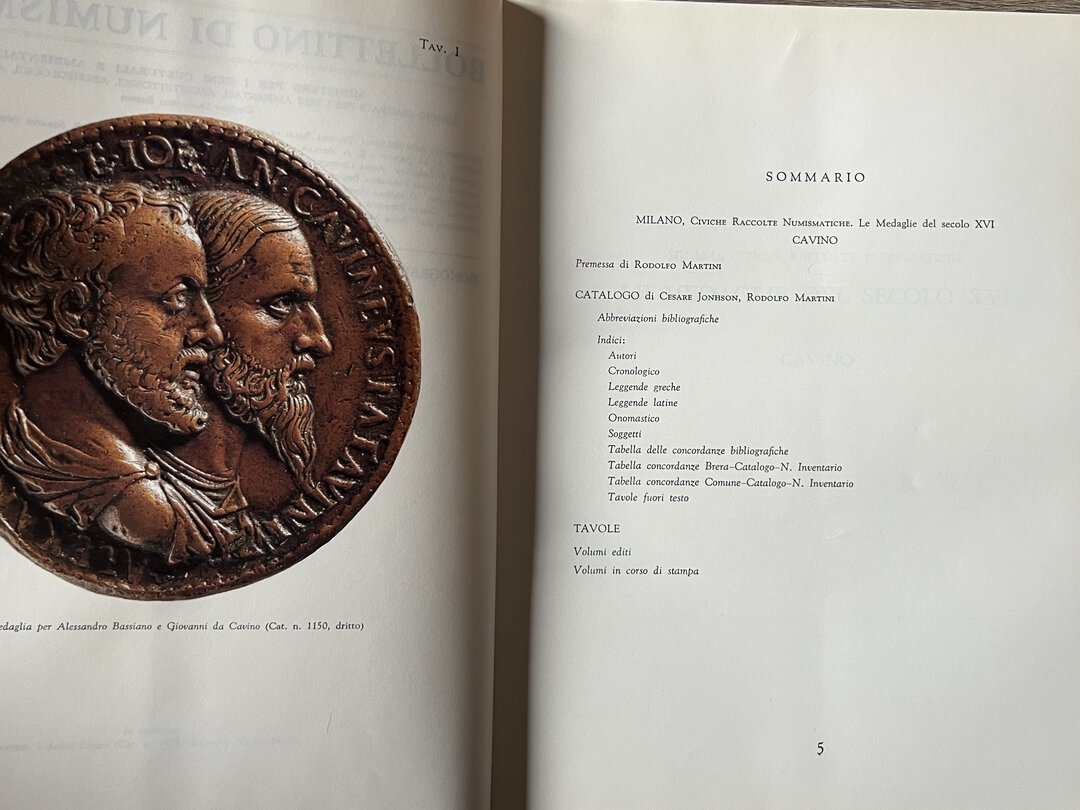 Tav. 1
ET·IOHAN·CAVINEVS·PATAVINI
edaglia per Alessandro Bassiano e Giovanni da Cavino (Cat. n. 1150, dritto)
SOMMARIO
MILANO, Civiche Raccolte Numismatiche. Le Medaglie del secolo XVI
CAVINO
Premessa di Rodolfo Martini
CATALOGO di Cesare Jonhson, Rodolfo Martini
Abbreviazioni bibliografiche
Indici:
Autori
Cronologico
Leggende greche
Leggende latine
Onomastico
Soggetti
Tabella delle concordanze bibliografiche
Tabella concordanze Brera–Catalogo–N. Inventario
Tabella concordanze Comune–Catalogo–N. Inventario
Tavole fuori testo
TAVOLE
Volumi editi
Volumi in corso di stampa
5